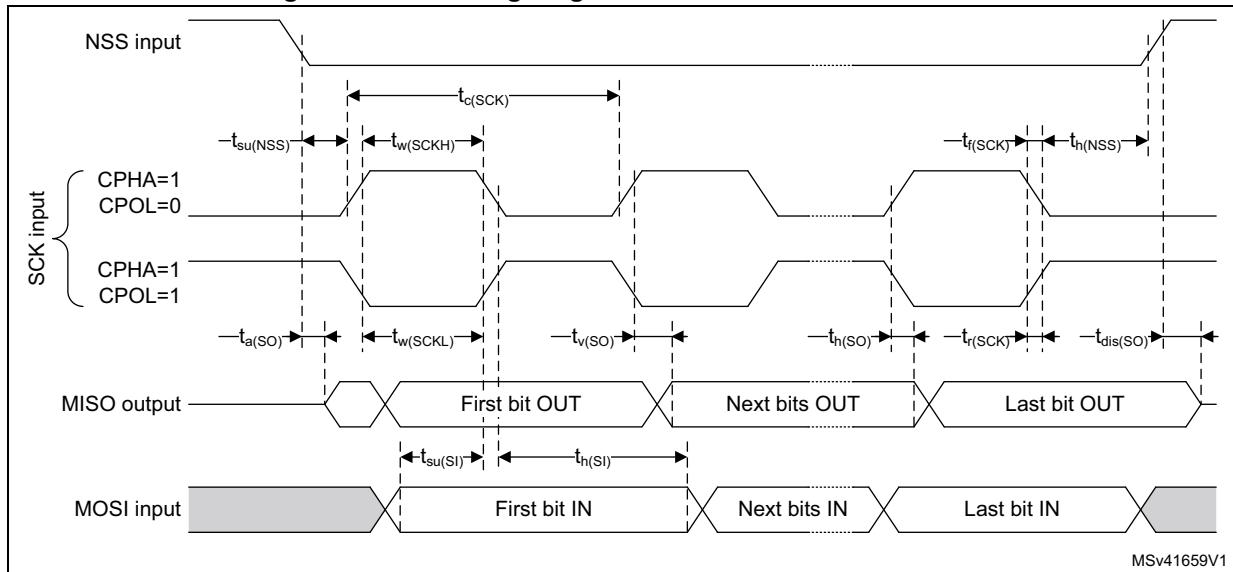 NSS input
tc(SCK)
tsu(NSS)
tw(SCKH)
tf(SCK)
th(NSS)
SCK input
CPHA=1
CPOL=0
CPHA=1
CPOL=1
ta(SO)
tw(SCKL)
tv(SO)
th(SO)
tr(SCK)
tdis(SO)
MISO output
First bit OUT
Next bits OUT
Last bit OUT
tsu(SI)
th(SI)
MOSI input
First bit IN
Next bits IN
Last bit IN
MSv41659V1